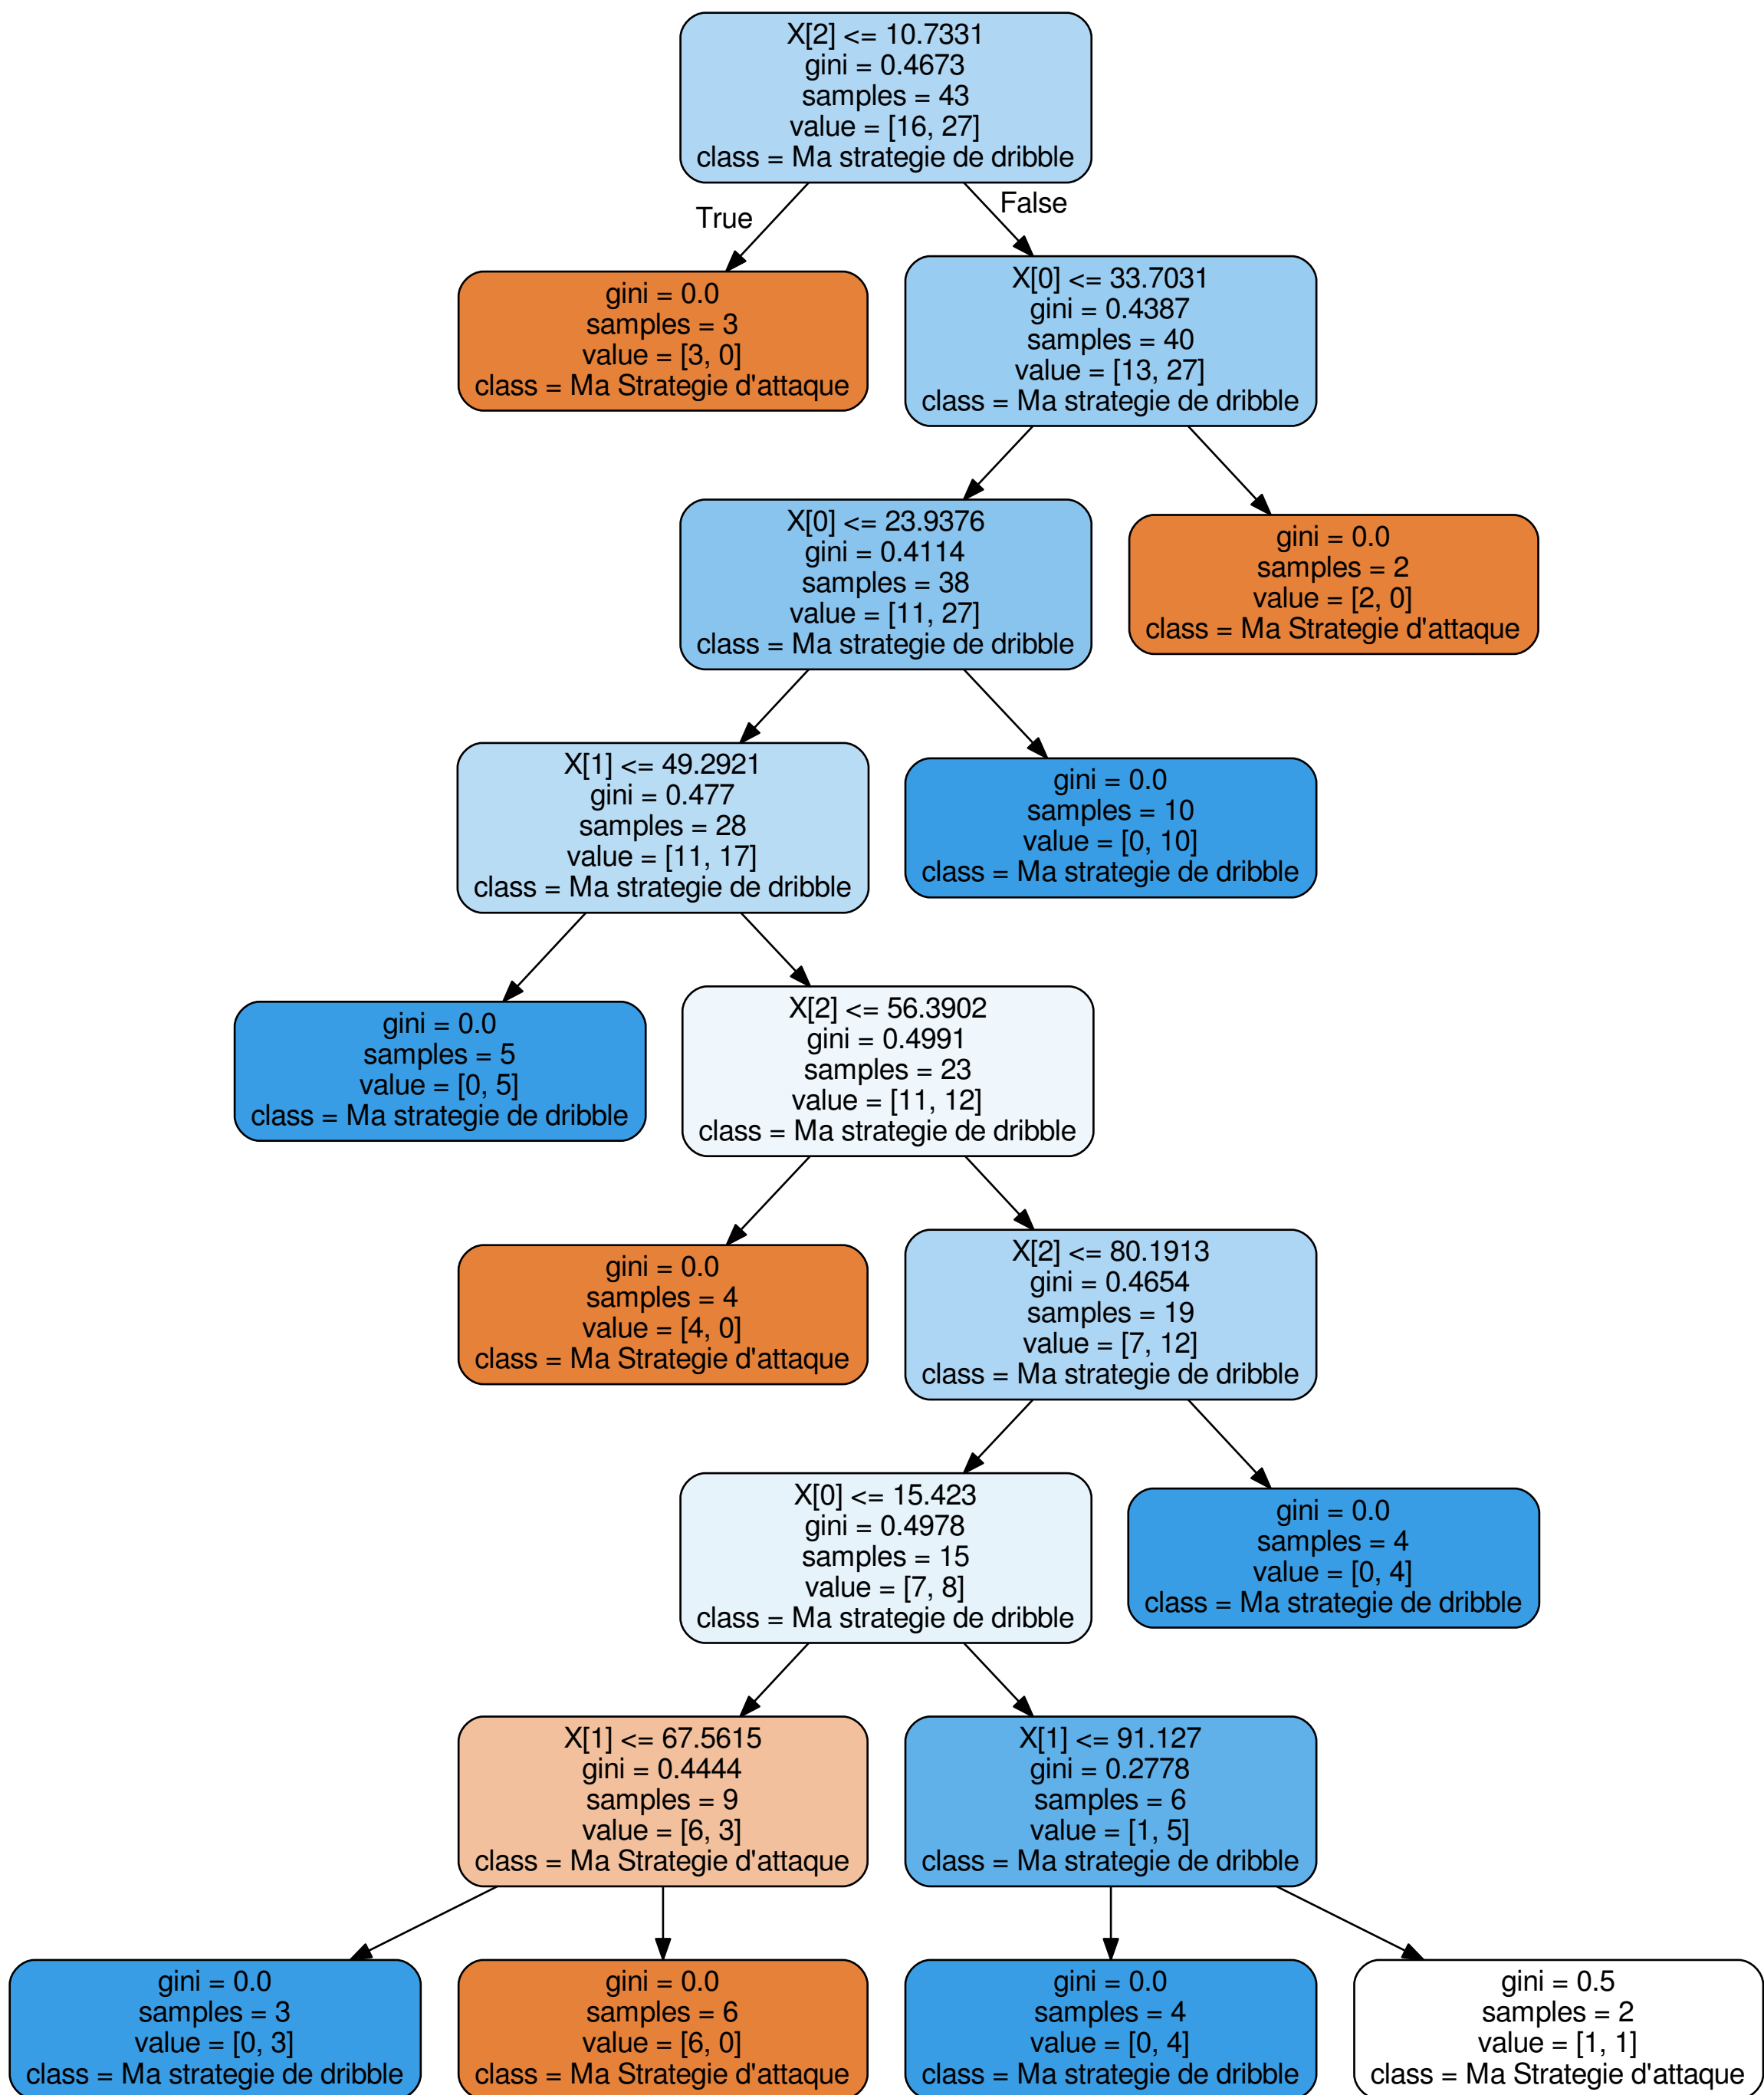 X[2] <= 10.7331
gini = 0.4673
samples = 43
value = [16, 27]
class = Ma strategie de dribble
True
False
gini = 0.0
samples = 3
value = [3, 0]
class = Ma Strategie d'attaque
X[0] <= 33.7031
gini = 0.4387
samples = 40
value = [13, 27]
class = Ma strategie de dribble
X[0] <= 23.9376
gini = 0.4114
samples = 38
value = [11, 27]
class = Ma strategie de dribble
gini = 0.0
samples = 2
value = [2, 0]
class = Ma Strategie d'attaque
X[1] <= 49.2921
gini = 0.477
samples = 28
value = [11, 17]
class = Ma strategie de dribble
gini = 0.0
samples = 10
value = [0, 10]
class = Ma strategie de dribble
gini = 0.0
samples = 5
value = [0, 5]
class = Ma strategie de dribble
X[2] <= 56.3902
gini = 0.4991
samples = 23
value = [11, 12]
class = Ma strategie de dribble
gini = 0.0
samples = 4
value = [4, 0]
class = Ma Strategie d'attaque
X[2] <= 80.1913
gini = 0.4654
samples = 19
value = [7, 12]
class = Ma strategie de dribble
X[0] <= 15.423
gini = 0.4978
samples = 15
value = [7, 8]
class = Ma strategie de dribble
gini = 0.0
samples = 4
value = [0, 4]
class = Ma strategie de dribble
X[1] <= 67.5615
gini = 0.4444
samples = 9
value = [6, 3]
class = Ma Strategie d'attaque
X[1] <= 91.127
gini = 0.2778
samples = 6
value = [1, 5]
class = Ma strategie de dribble
gini = 0.0
samples = 3
value = [0, 3]
class = Ma strategie de dribble
gini = 0.0
samples = 6
value = [6, 0]
class = Ma Strategie d'attaque
gini = 0.0
samples = 4
value = [0, 4]
class = Ma strategie de dribble
gini = 0.5
samples = 2
value = [1, 1]
class = Ma Strategie d'attaque